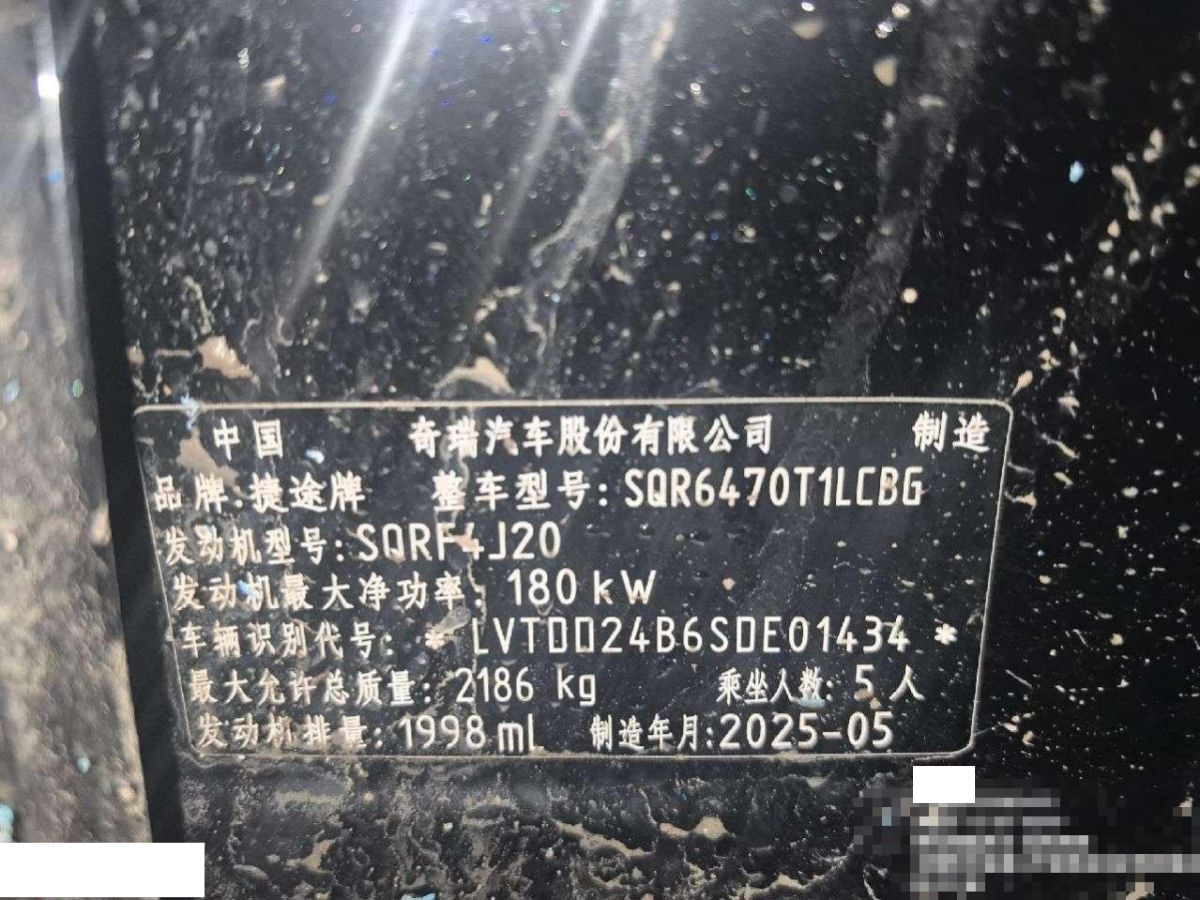 中国 奇瑞汽车股份有限公司 制造
品牌:捷途牌 整车型号:SQR6470T1LCBG
发动机型号:SQRF4J20
发动机最大净功率:180kW
车辆识别代号:* LVTDD24B6SDE01434 *
最大允许总质量:2186 kg 乘坐人数:5人
发动机排量:1998ml 制造年月:2025-05